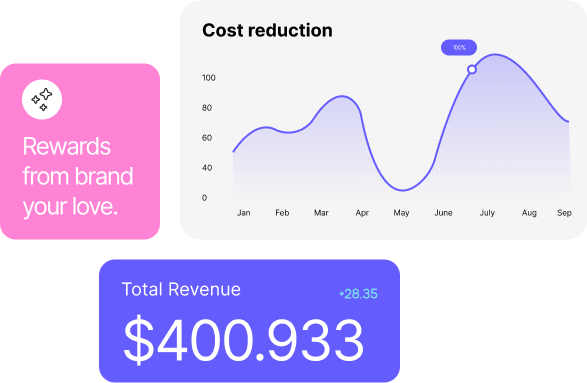 Cost reduction
100%
100
80
60
40
0
Jan Feb Mar Apr May June July Aug Sep
Rewards
from brand
your love.
Total Revenue
+28.35
$400.933